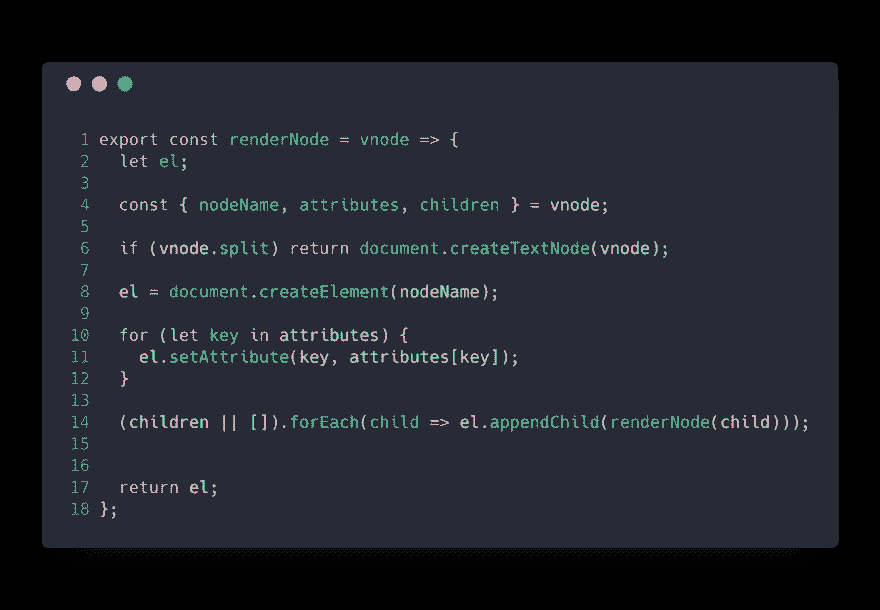 1 export const renderNode = vnode => {
2   let el;
3
4   const { nodeName, attributes, children } = vnode;
5
6   if (vnode.split) return document.createTextNode(vnode);
7
8   el = document.createElement(nodeName);
9
10   for (let key in attributes) {
11     el.setAttribute(key, attributes[key]);
12   }
13
14   (children || []).forEach(child => el.appendChild(renderNode(child)));
15
16
17   return el;
18 };